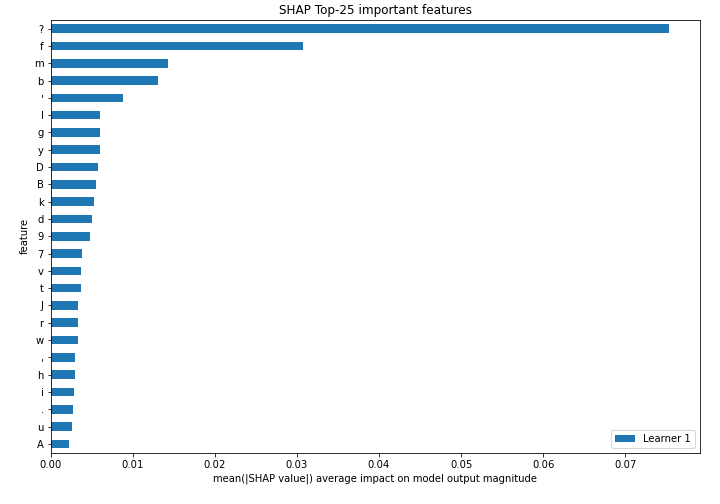 SHAP Top-25 important features
?
f
m
b
'
l
g
y
D
B
k
d
9
7
v
t
J
r
w
,
h
i
.
u
A
feature
Learner 1
0.00 0.01 0.02 0.03 0.04 0.05 0.06 0.07
mean(|SHAP value|) average impact on model output magnitude